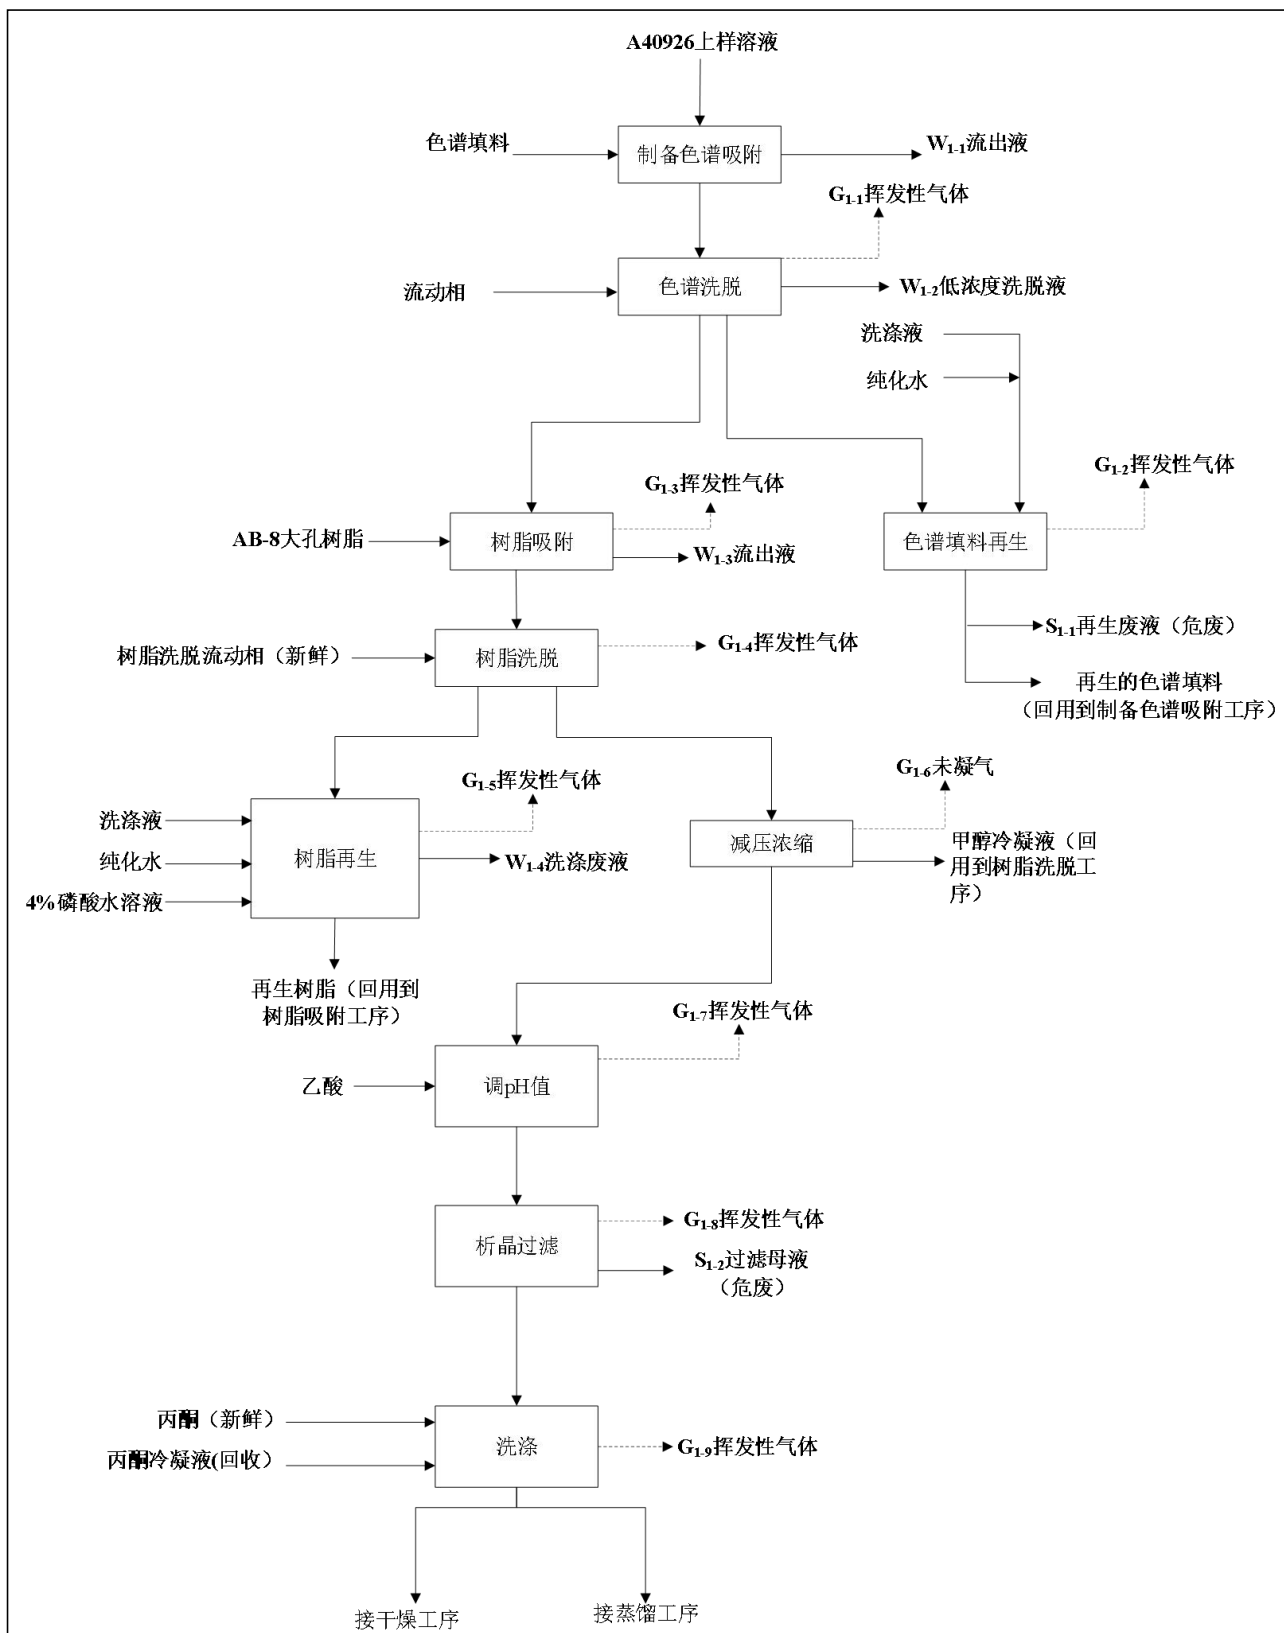 A40926上样溶液
色谱填料
制备色谱吸附
W1-1流出液
G1-1挥发性气体
流动相
色谱洗脱
W1-2低浓度洗脱液
洗涤液
纯化水
G1-2挥发性气体
G1-3挥发性气体
AB-8大孔树脂
树脂吸附
W1-3流出液
色谱填料再生
S1-1再生废液（危废）
树脂洗脱流动相（新鲜）
树脂洗脱
G1-4挥发性气体
再生的色谱填料
（回用到制备色谱吸附工序）
G1-5挥发性气体
G1-6未凝气
洗涤液
纯化水
4%磷酸水溶液
树脂再生
W1-4洗涤废液
减压浓缩
甲醇冷凝液（回
用到树脂洗脱工
序）
再生树脂（回用到
树脂吸附工序）
G1-7挥发性气体
乙酸
调pH值
析晶过滤
G1-8挥发性气体
S1-2过滤母液
（危废）
丙酮（新鲜）
丙酮冷凝液(回收）
洗涤
G1-9挥发性气体
接干燥工序
接蒸馏工序